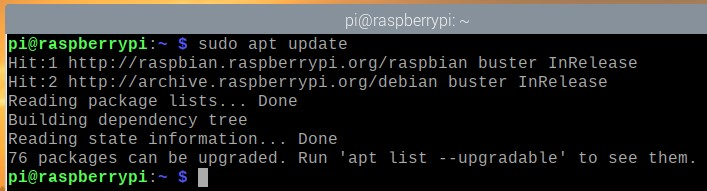 pi@raspberrypi: ~
pi@raspberrypi:~ $ sudo apt update
Hit:1 http://raspbian.raspberrypi.org/raspbian buster InRelease
Hit:2 http://archive.raspberrypi.org/debian buster InRelease
Reading package lists... Done
Building dependency tree
Reading state information... Done
76 packages can be upgraded. Run 'apt list --upgradable' to see them.
pi@raspberrypi:~ $